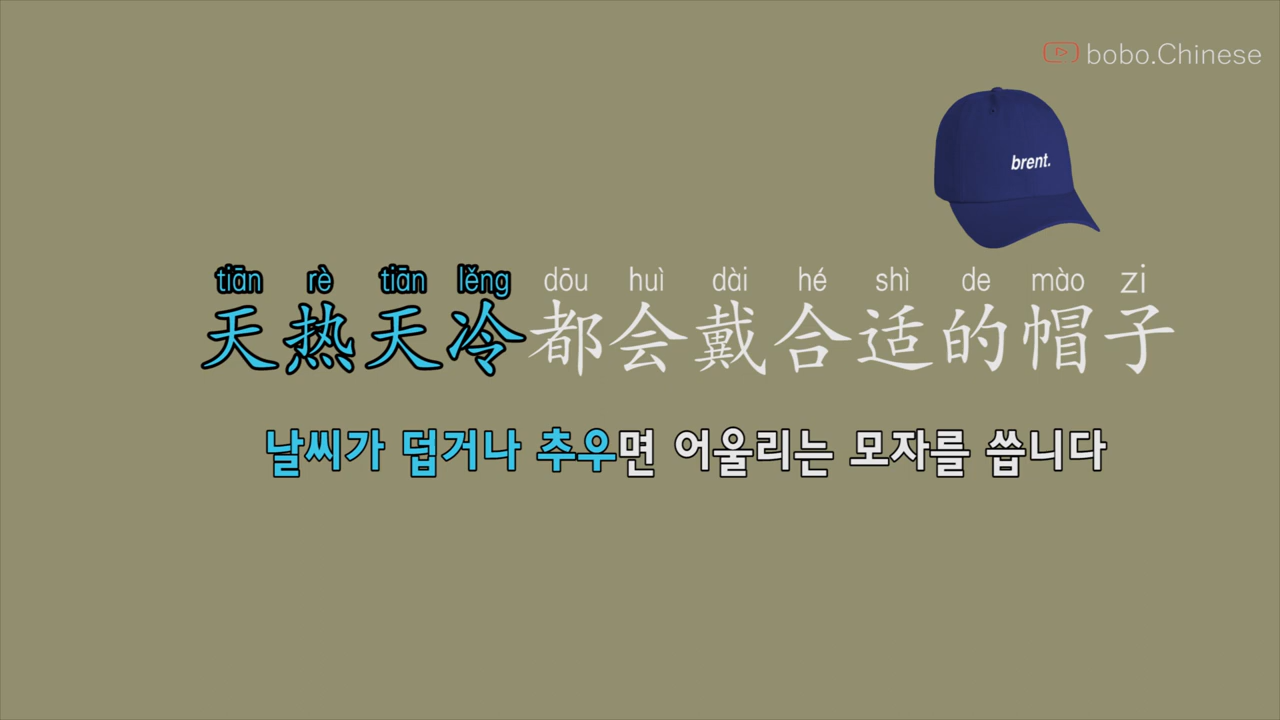 bobo.Chinese
brent.
tiān rè tiān lěng dōu huì dài hé shì de mào zi
天热天冷都会戴合适的帽子
날씨가 덥거나 추우면 어울리는 모자를 씁니다